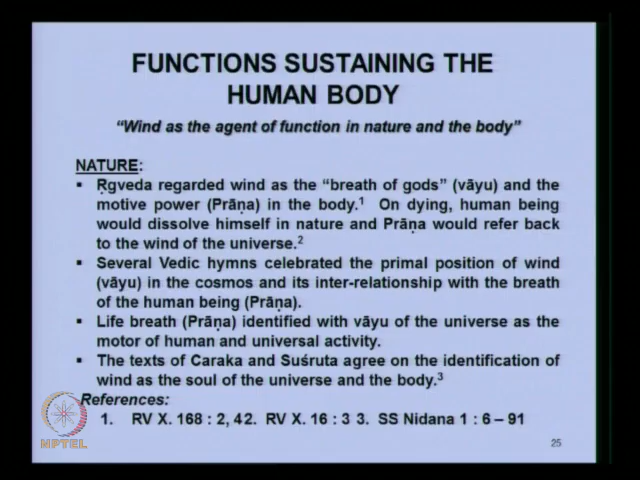 FUNCTIONS SUSTAINING THE
HUMAN BODY
“Wind as the agent of function in nature and the body”
NATURE:
▪ Ṛgveda regarded wind as the “breath of gods” (vāyu) and the
motive power (Prāṇa) in the body.1 On dying, human being
would dissolve himself in nature and Prāṇa would refer back
to the wind of the universe.2
▪ Several Vedic hymns celebrated the primal position of wind
(vāyu) in the cosmos and its inter-relationship with the breath
of the human being (Prāṇa).
▪ Life breath (Prāṇa) identified with vāyu of the universe as the
motor of human and universal activity.
▪ The texts of Caraka and Suśruta agree on the identification of
wind as the soul of the universe and the body.3
References:
1. RV X. 168 : 2, 42. RV X. 16 : 3 3. SS Nidana 1 : 6 – 91
NPTEL
25